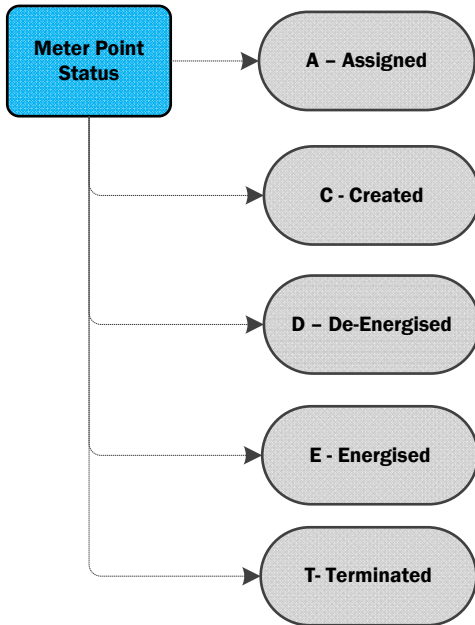 Meter Point
Status
A – Assigned
C - Created
D – De-Energised
E - Energised
T- Terminated